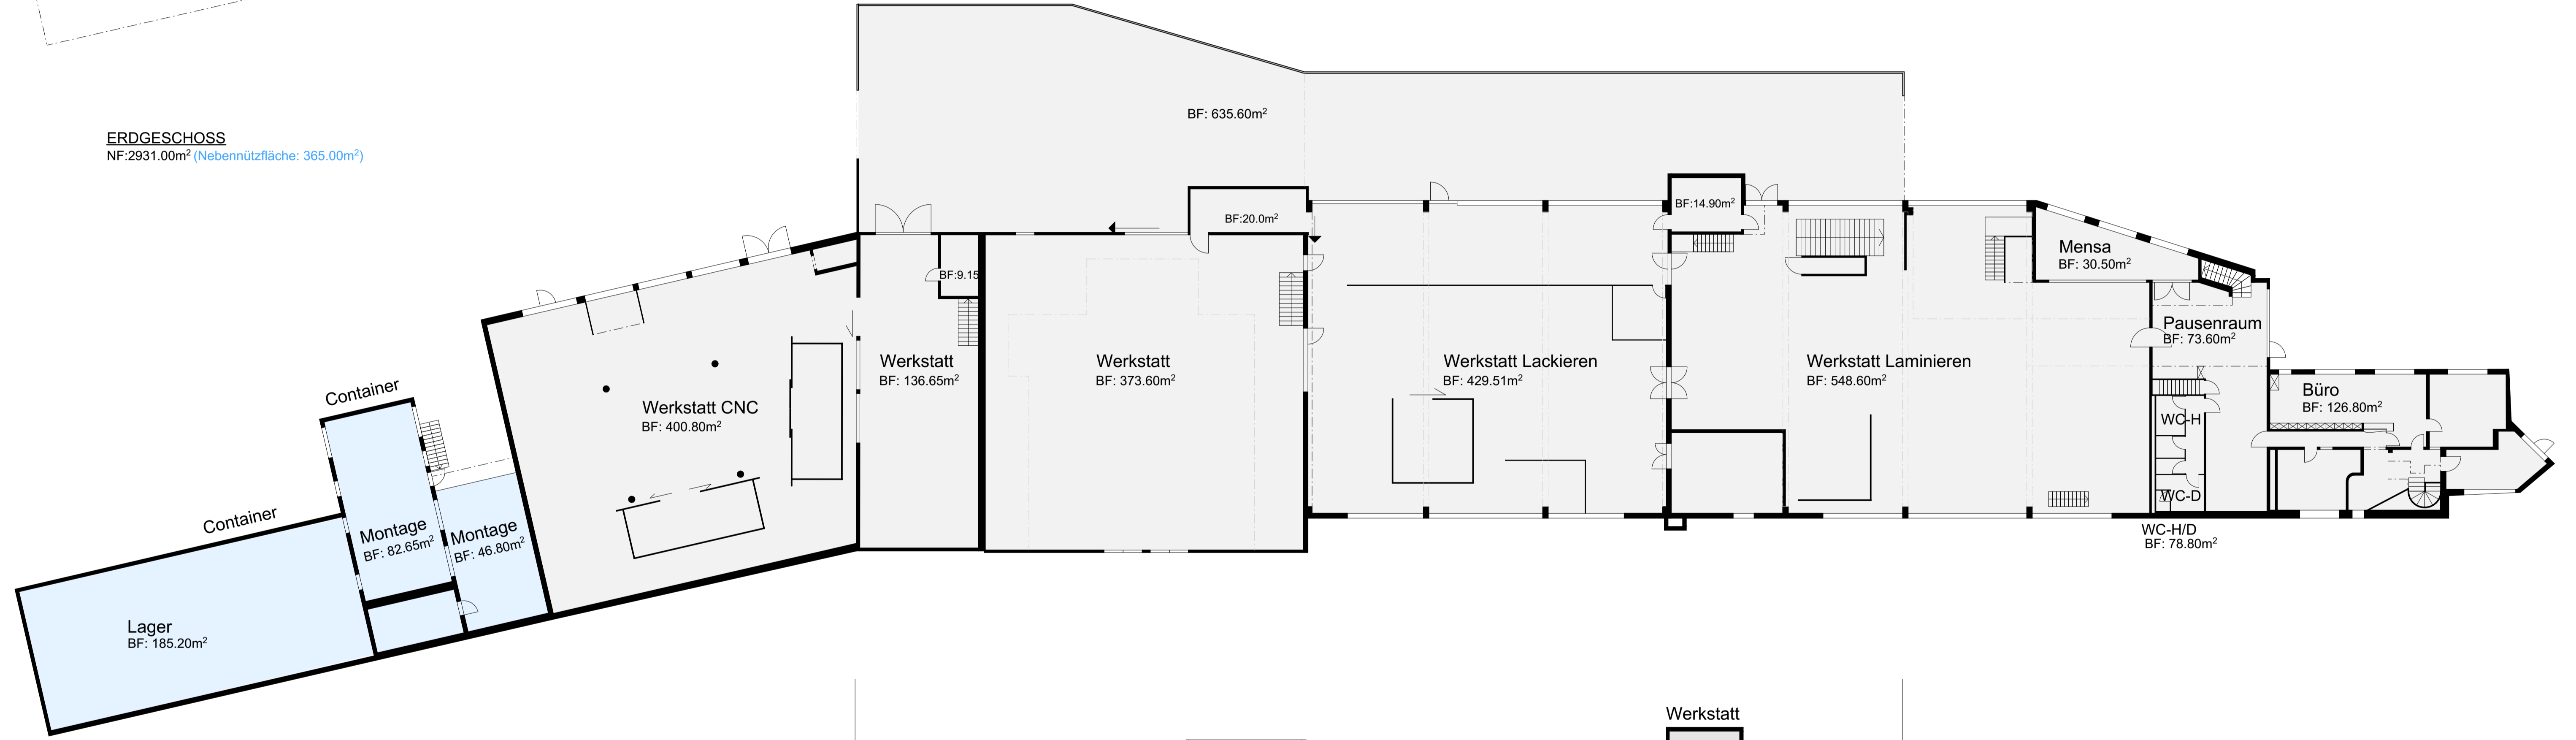 ERDGESCHOSS
NF:2931.00m² (Nebennützfläche: 365.00m²)
BF: 635.60m²
BF:20.0m²
BF:14.90m²
BF:9.15
Mensa
BF: 30.50m²
Pausenraum
BF: 73.60m²
Werkstatt
BF: 136.65m²
Werkstatt
BF: 373.60m²
Werkstatt Lackieren
BF: 429.51m²
Werkstatt Laminieren
BF: 548.60m²
Werkstatt CNC
BF: 400.80m²
Büro
BF: 126.80m²
WC-H
WC-D
WC-H/D
BF: 78.80m²
Container
Container
Montage
BF: 82.65m²
Montage
BF: 46.80m²
Lager
BF: 185.20m²
Werkstatt